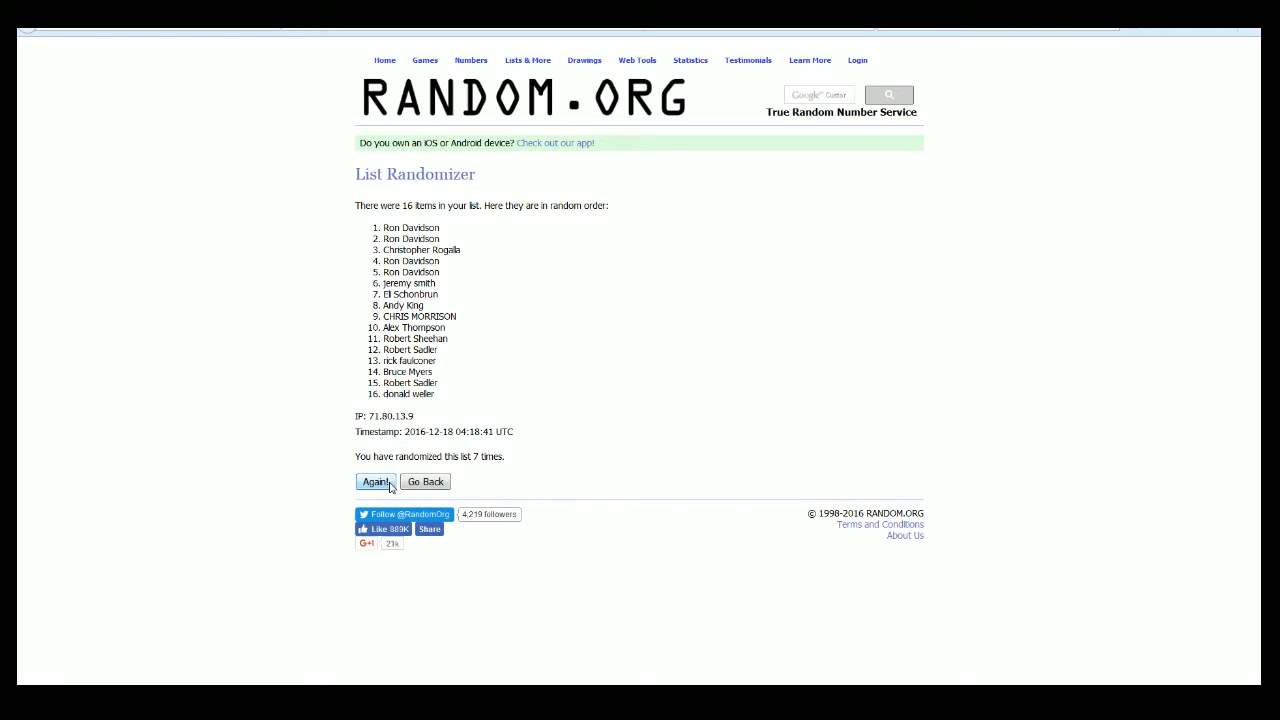 Home Games Numbers Lists & More Drawings Web Tools Statistics Testimonials Learn More Login
RANDOM.ORG
Google™ Custom
True Random Number Service
Do you own an iOS or Android device? Check out our app!
List Randomizer
There were 16 items in your list. Here they are in random order:
1. Ron Davidson
2. Ron Davidson
3. Christopher Rogalla
4. Ron Davidson
5. Ron Davidson
6. jeremy smith
7. Eli Schonbrun
8. Andy King
9. CHRIS MORRISON
10. Alex Thompson
11. Robert Sheehan
12. Robert Sadler
13. rick faulconer
14. Bruce Myers
15. Robert Sadler
16. donald weller
IP: 71.80.13.9
Timestamp: 2016-12-18 04:18:41 UTC
You have randomized this list 7 times.
Again! Go Back
Follow @RandomOrg 4,219 followers
Like 889K Share
G+1 21k
© 1998-2016 RANDOM.ORG
Terms and Conditions
About Us